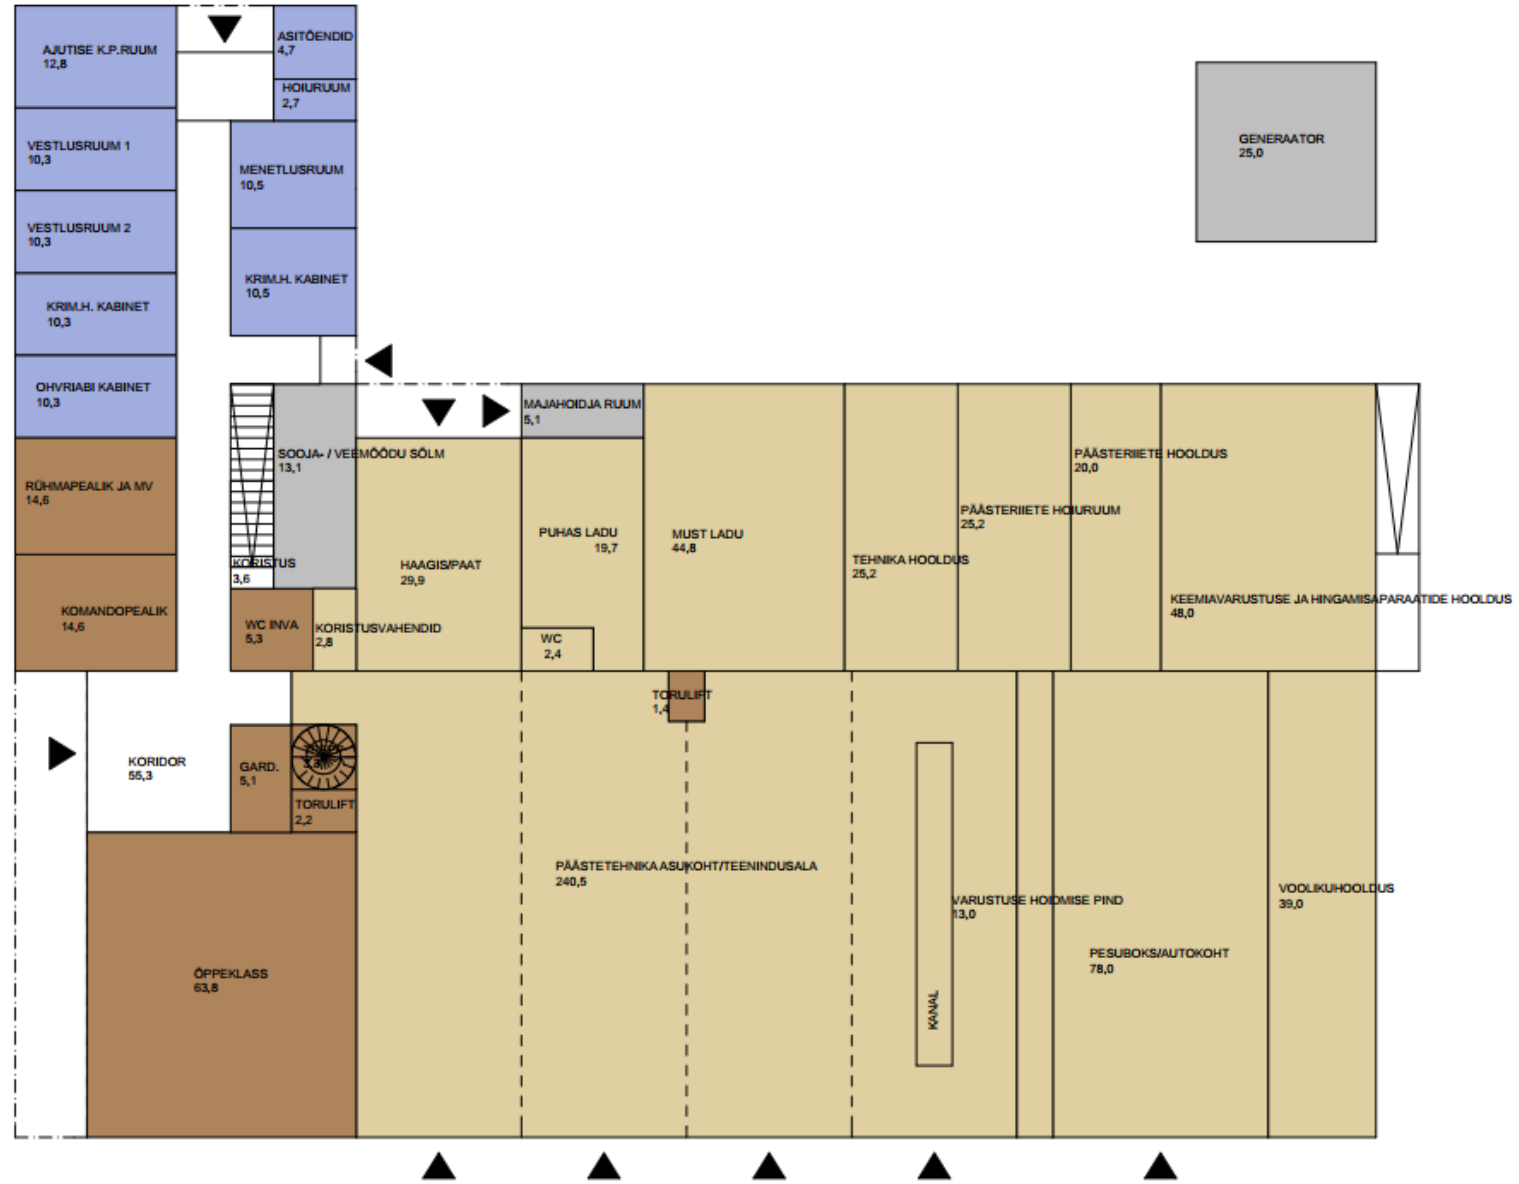 AJUTISE K.P.RUUM
12,8
ASITÕENDID
4,7
HOIURUUM
2,7
VESTLUSRUUM 1
10,3
MENETLUSRUUM
10,5
GENERAATOR
25,0
VESTLUSRUUM 2
10,3
KRIM.H. KABINET
10,5
KRIM.H. KABINET
10,3
OHVRIABI KABINET
10,3
MAJAHOIDJA RUUM
5,1
SOOJA- / VEEMÕÕDU SÕLM
13,1
PÄÄSTERIIETE HOOLDUS
20,0
RÜHMAPEALIK JA MV
14,6
PÄÄSTERIIETE HOIURUUM
25,2
PUHAS LADU
19,7
MUST LADU
44,8
TEHNIKA HOOLDUS
25,2
KORISTUS
3,6
HAAGIS/PAAT
29,9
KEEMIAVARUSTUSE JA HINGAMISAPARAATIDE HOOLDUS
48,0
KOMANDOPEALIK
14,6
WC INVA
5,3
KORISTUSVAHENDID
2,8
WC
2,4
TORULIFT
1,4
KORIDOR
55,3
GARD.
5,1
TORULIFT
2,2
PÄÄSTETEHNIKA ASUKOHT/TEENINDUSALA
240,5
VARUSTUSE HOIDMISE PIND
13,0
VOOLIKUHOOLDUS
39,0
PESUBOKS/AUTOKOHT
78,0
ÕPPEKLASS
63,8
KANAL